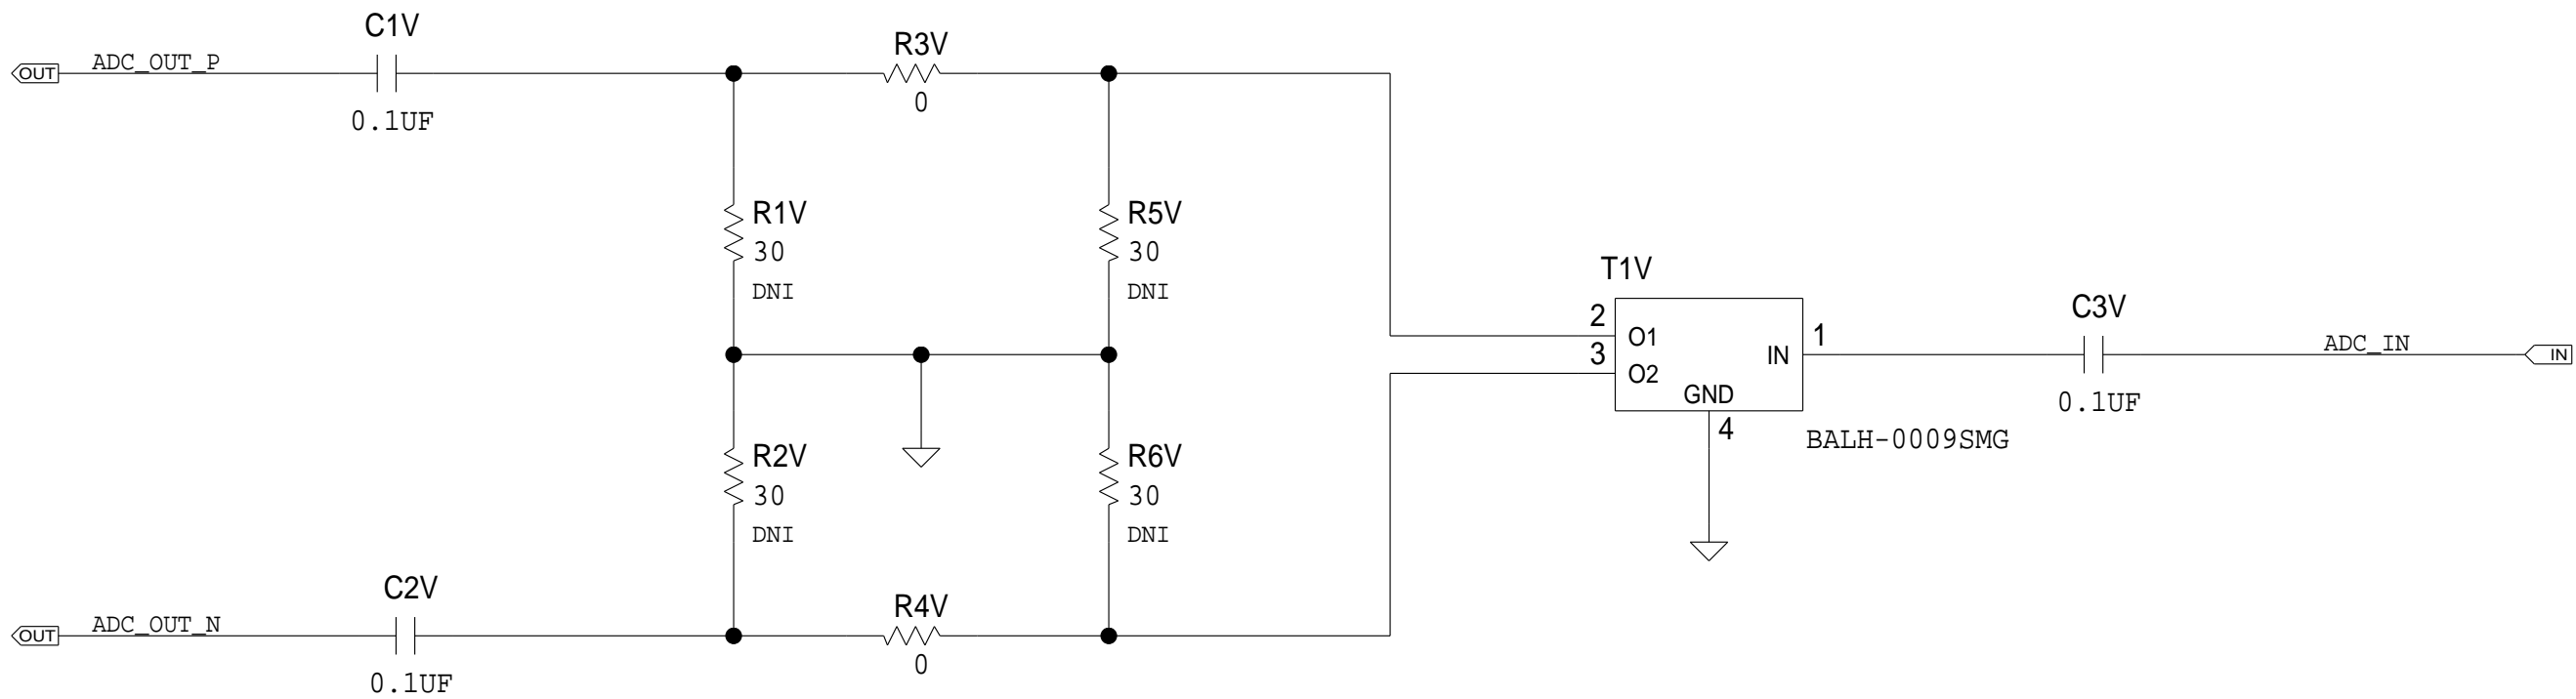 C1V
OUT
ADC_OUT_P
0.1UF
R3V
0
R1V
30
DNI
R5V
30
DNI
T1V
2
O1
3
O2
IN
1
GND
4
BALH-0009SMG
C3V
0.1UF
ADC_IN
IN
R2V
30
DNI
R6V
30
DNI
C2V
OUT
ADC_OUT_N
0.1UF
R4V
0